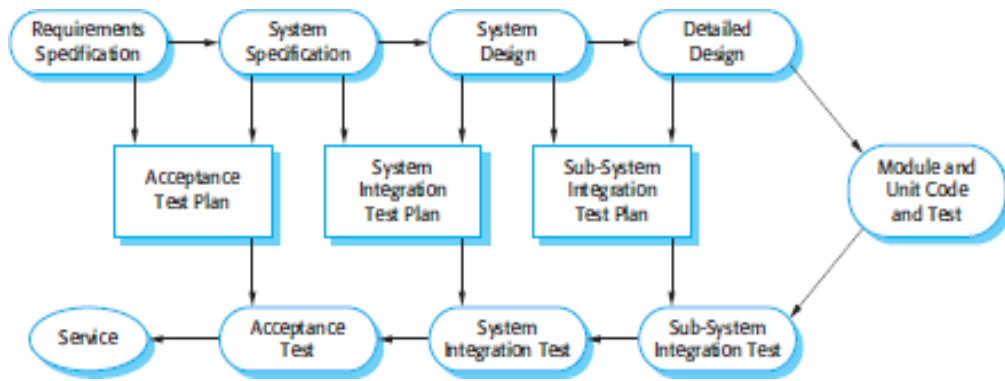 Requirements
Specification
System
Specification
System
Design
Detailed
Design
Acceptance
Test Plan
System
Integration
Test Plan
Sub-System
Integration
Test Plan
Module and
Unit Code
and Test
Service
Acceptance
Test
System
Integration Test
Sub-System
Integration Test